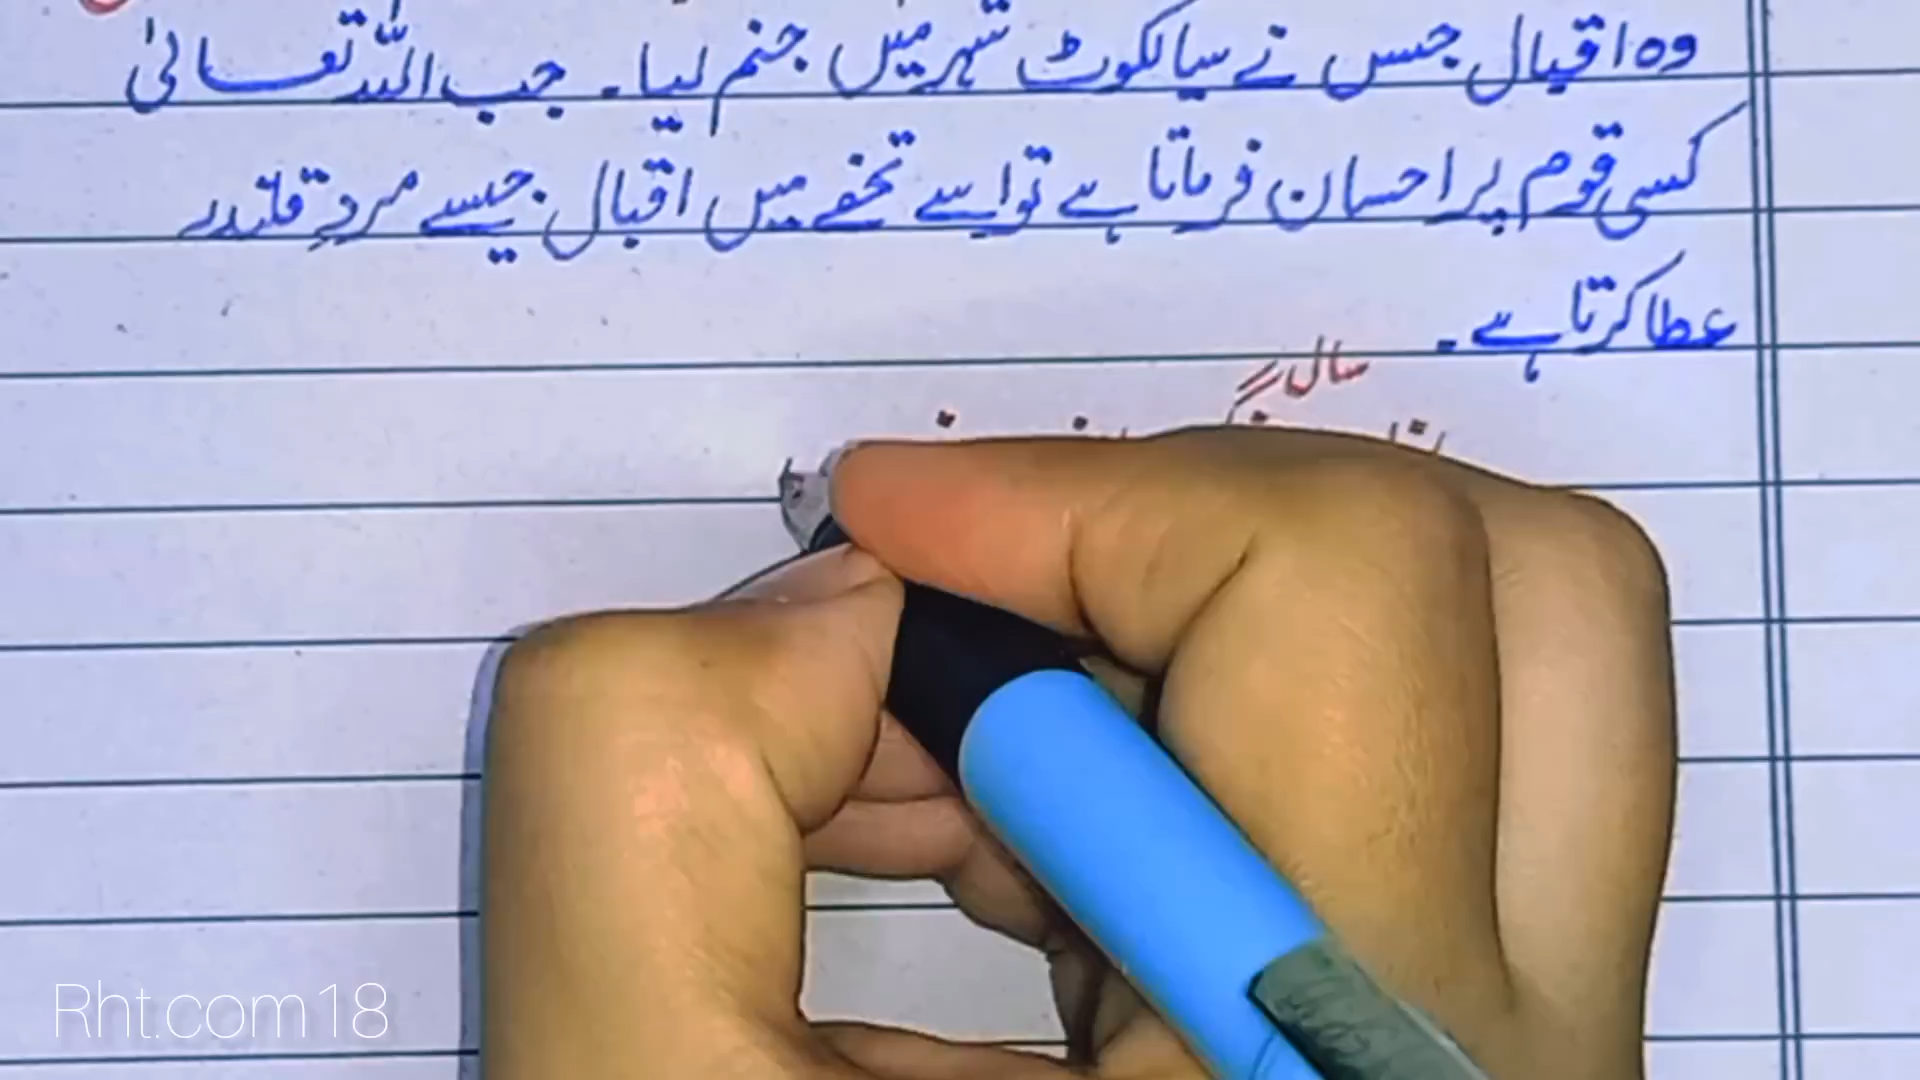 وہ اقبال جس نے سیالکوٹ شہر میں جنم لیا۔ جب اللہ تعالیٰ
کسی قوم پر احسان فرماتا ہے تو اسے تحفے میں اقبال جیسے مردِ قلندر
عطا کرتا ہے۔
سال
Rht.com18